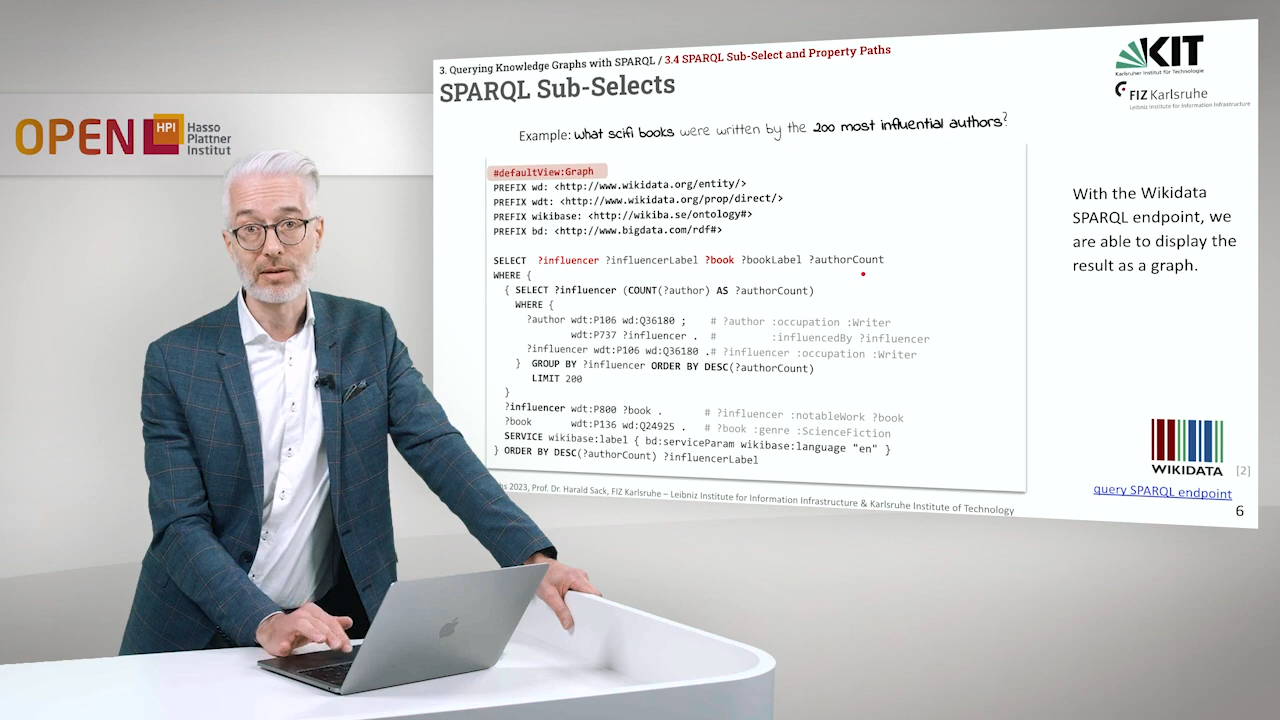 OPEN HPI Hasso
Plattner
Institut
3. Querying Knowledge Graphs with SPARQL / 3.4 SPARQL Sub-Select and Property Paths
SPARQL Sub-Selects
KIT
Karlsruher Institut für Technologie
FIZ Karlsruhe
Leibniz Institute for Information Infrastructure
Example: what scifi books were written by the 200 most influential authors?
#defaultView:Graph
PREFIX wd: <http://www.wikidata.org/entity/>
PREFIX wdt: <http://www.wikidata.org/prop/direct/>
PREFIX wikibase: <http://wikiba.se/ontology#>
PREFIX bd: <http://www.bigdata.com/rdf#>
SELECT ?influencer ?influencerLabel ?book ?bookLabel ?authorCount
WHERE {
{ SELECT ?influencer (COUNT(?author) AS ?authorCount)
WHERE {
?author wdt:P106 wd:Q36180 ; # ?author :occupation :Writer
wdt:P737 ?influencer . # :influencedBy ?influencer
?influencer wdt:P106 wd:Q36180 .# ?influencer :occupation :Writer
} GROUP BY ?influencer ORDER BY DESC(?authorCount)
LIMIT 200
}
?influencer wdt:P800 ?book . # ?influencer :notableWork ?book
?book wdt:P136 wd:Q24925 . # ?book :genre :ScienceFiction
SERVICE wikibase:label { bd:serviceParam wikibase:language "en" }
} ORDER BY DESC(?authorCount) ?influencerLabel
With the Wikidata
SPARQL endpoint, we
are able to display the
result as a graph.
WIKIDATA [2]
query SPARQL endpoint
2023, Prof. Dr. Harald Sack, FIZ Karlsruhe – Leibniz Institute for Information Infrastructure & Karlsruhe Institute of Technology
6